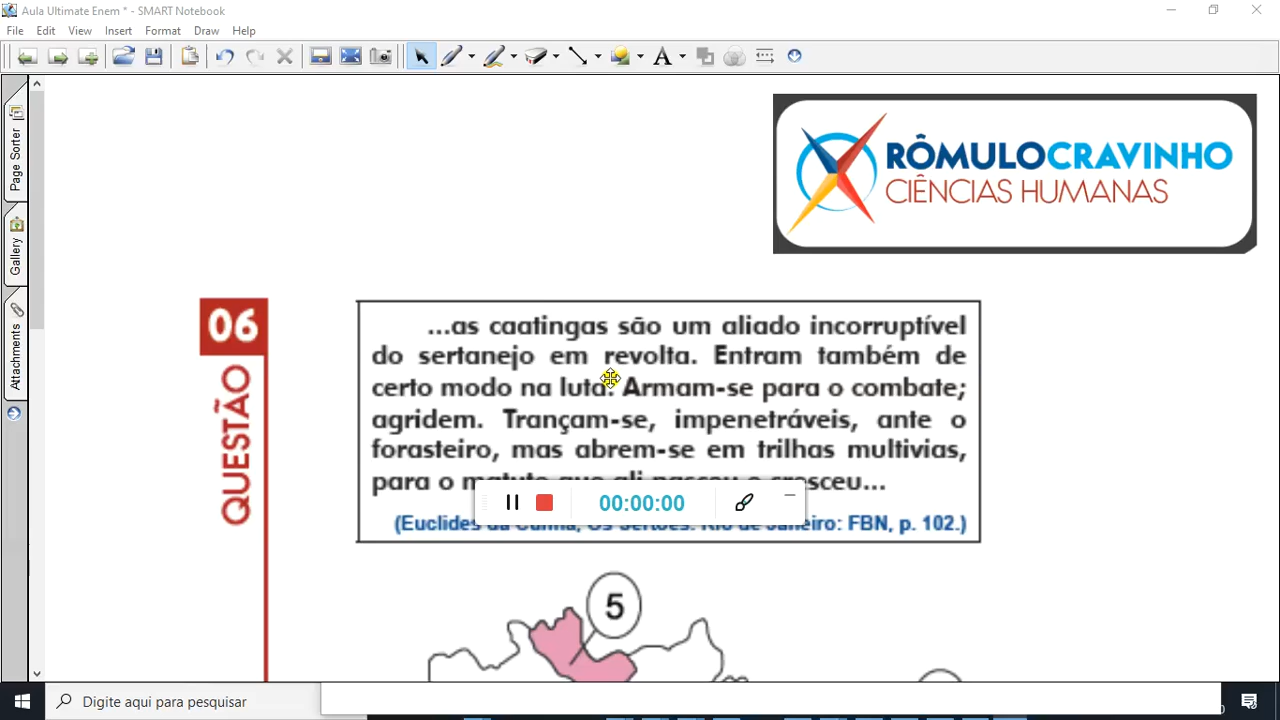 Aula Ultimate Enem * - SMART Notebook
File Edit View Insert Format Draw Help
Page Sorter
Gallery
Attachments
RÔMULOCRAVINHO
CIÊNCIAS HUMANAS
06
QUESTÃO
...as caatingas são um aliado incorruptível
do sertanejo em revolta. Entram também de
certo modo na luta. Armam-se para o combate;
agridem. Trançam-se, impenetráveis, ante o
forasteiro, mas abrem-se em trilhas multivias,
para o
00:00:00
(Euclides da Cunha, FBN, p. 102.)
5
Digite aqui para pesquisar